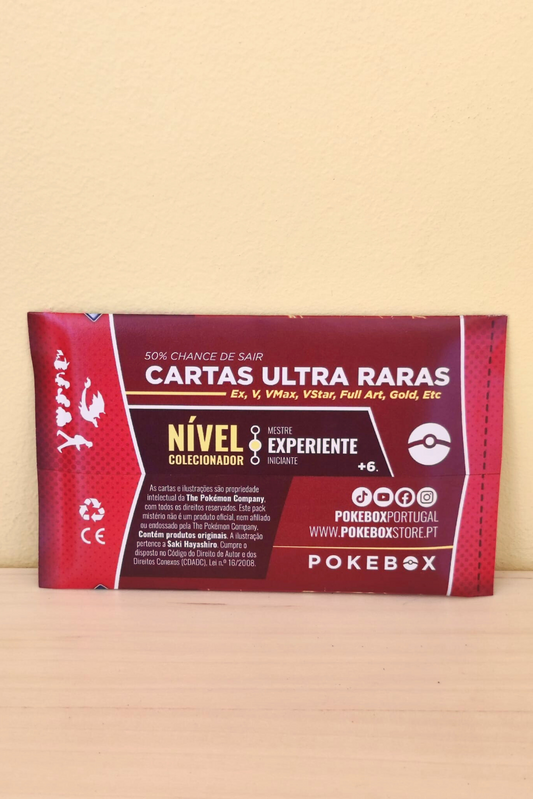 50% CHANCE DE SAIR
CARTAS ULTRA RARAS
Ex, V, VMax, VStar, Full Art, Gold, Etc
NÍVEL
COLECIONADOR
MESTRE
EXPERIENTE
INICIANTE
+6.
As cartas e ilustrações são propriedade
intelectual da The Pokémon Company,
com todos os direitos reservados. Este pack
mistério não é um produto oficial, nem afiliado
ou endossado pela The Pokémon Company.
Contém produtos originais. A ilustração
pertence a Saki Hayashiro. Cumpre o
disposto no Código do Direito de Autor e dos
Direitos Conexos (CDADC), Lei n.º 16/2008.
CE
POKEBOXPORTUGAL
WWW.POKEBOXSTORE.PT
POKEBOX